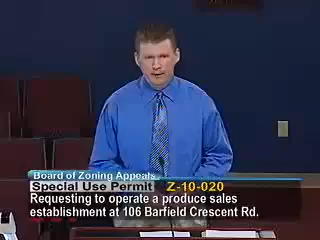 Board of Zoning Appeals
Special Use Permit Z-10-020
Requesting to operate a produce sales
establishment at 106 Barfield Crescent Rd.